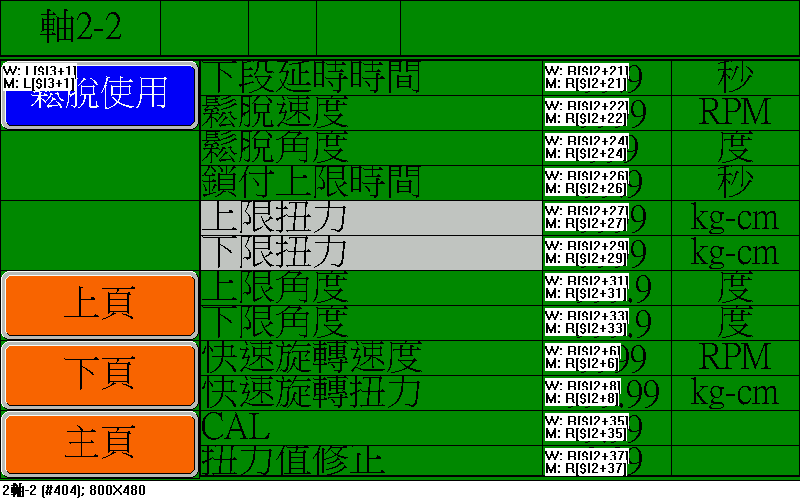 軸2-2
W: L[$I3+1]
M: L[$I3+1]
鬆脫使用
下段延時時間
W: R[$I2+21]
M: R[$I2+21]
9
秒
鬆脫速度
W: R[$I2+22]
M: R[$I2+22]
9
RPM
鬆脫角度
W: R[$I2+24]
M: R[$I2+24]
9
度
鎖付上限時間
W: R[$I2+26]
M: R[$I2+26]
9
秒
上限扭力
W: R[$I2+27]
M: R[$I2+27]
9
kg-cm
下限扭力
W: R[$I2+29]
M: R[$I2+29]
9
kg-cm
上頁
上限角度
W: R[$I2+31]
M: R[$I2+31]
.9
度
下限角度
W: R[$I2+33]
M: R[$I2+33]
.9
度
下頁
快速旋轉速度
W: R[$I2+6]
M: R[$I2+6]
99
RPM
快速旋轉扭力
W: R[$I2+8]
M: R[$I2+8]
.99
kg-cm
主頁
CAL
W: R[$I2+35]
M: R[$I2+35]
9
扭力值修止
W: R[$I2+37]
M: R[$I2+37]
9
2軸-2 (#404); 800X480